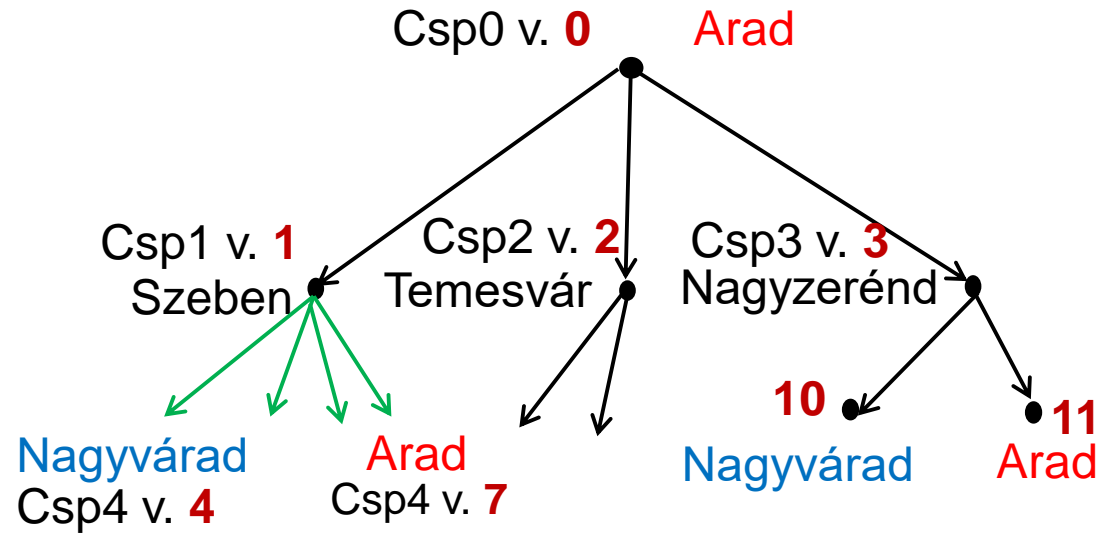 Csp0 v. 0 Arad
Csp1 v. 1
Szeben
Csp2 v. 2
Temesvár
Csp3 v. 3
Nagyzerénd
Nagyvárad
Csp4 v. 4
Arad
Csp4 v. 7
10
Nagyvárad
11
Arad